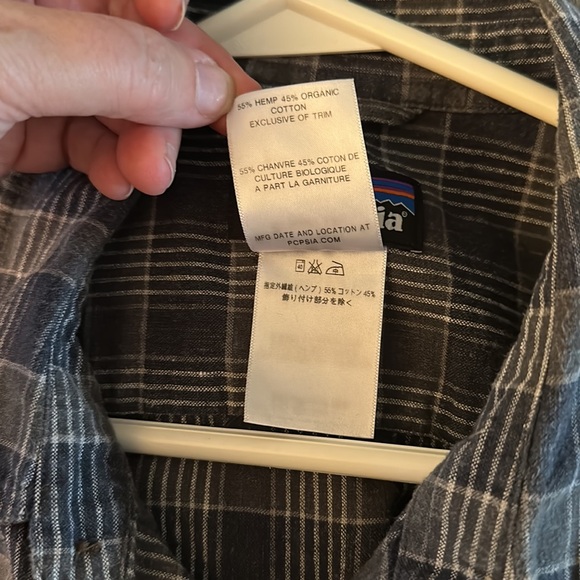 55% HEMP 45% ORGANIC
COTTON
EXCLUSIVE OF TRIM
55% CHANVRE 45% COTON DE
CULTURE BIOLOGIQUE
A PART LA GARNITURE
MFG DATE AND LOCATION AT
PCPSIA.COM
ia®
指定外繊維(ヘンプ) 55% コットン 45%
飾り付け部分を除く